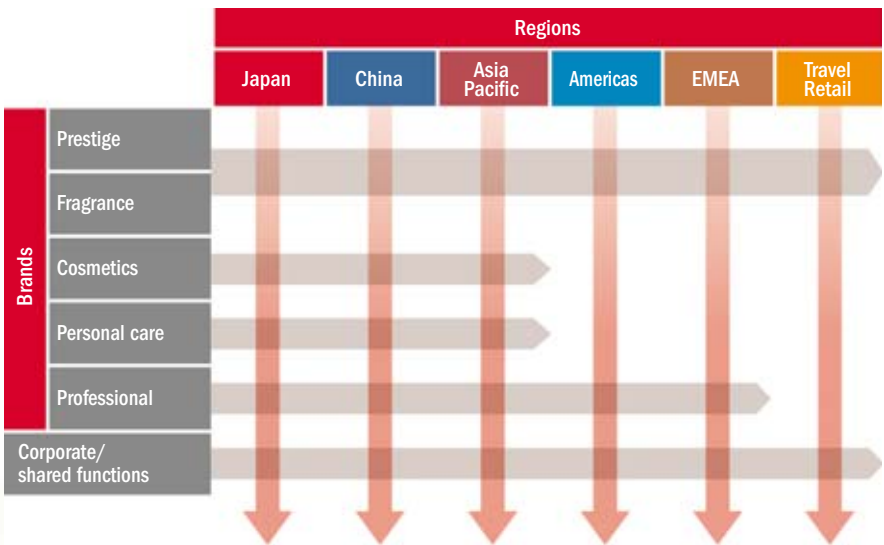 Regions
Japan
China
Asia
Pacific
Americas
EMEA
Travel
Retail
Brands
Prestige
Fragrance
Cosmetics
Personal care
Professional
Corporate/
shared functions